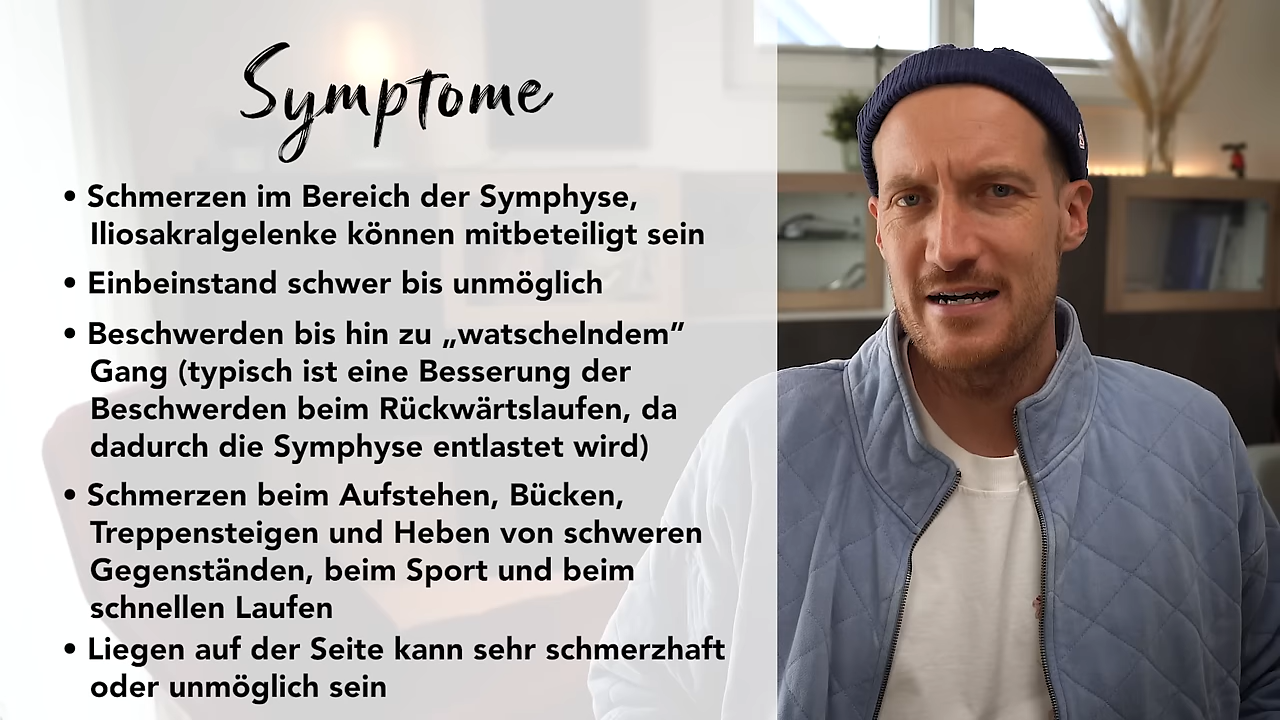 Symptome
• Schmerzen im Bereich der Symphyse,
Iliosakralgelenke können mitbeteiligt sein
• Einbeinstand schwer bis unmöglich
• Beschwerden bis hin zu „watschelndem”
Gang (typisch ist eine Besserung der
Beschwerden beim Rückwärtslaufen, da
dadurch die Symphyse entlastet wird)
• Schmerzen beim Aufstehen, Bücken,
Treppensteigen und Heben von schweren
Gegenständen, beim Sport und beim
schnellen Laufen
• Liegen auf der Seite kann sehr schmerzhaft
oder unmöglich sein